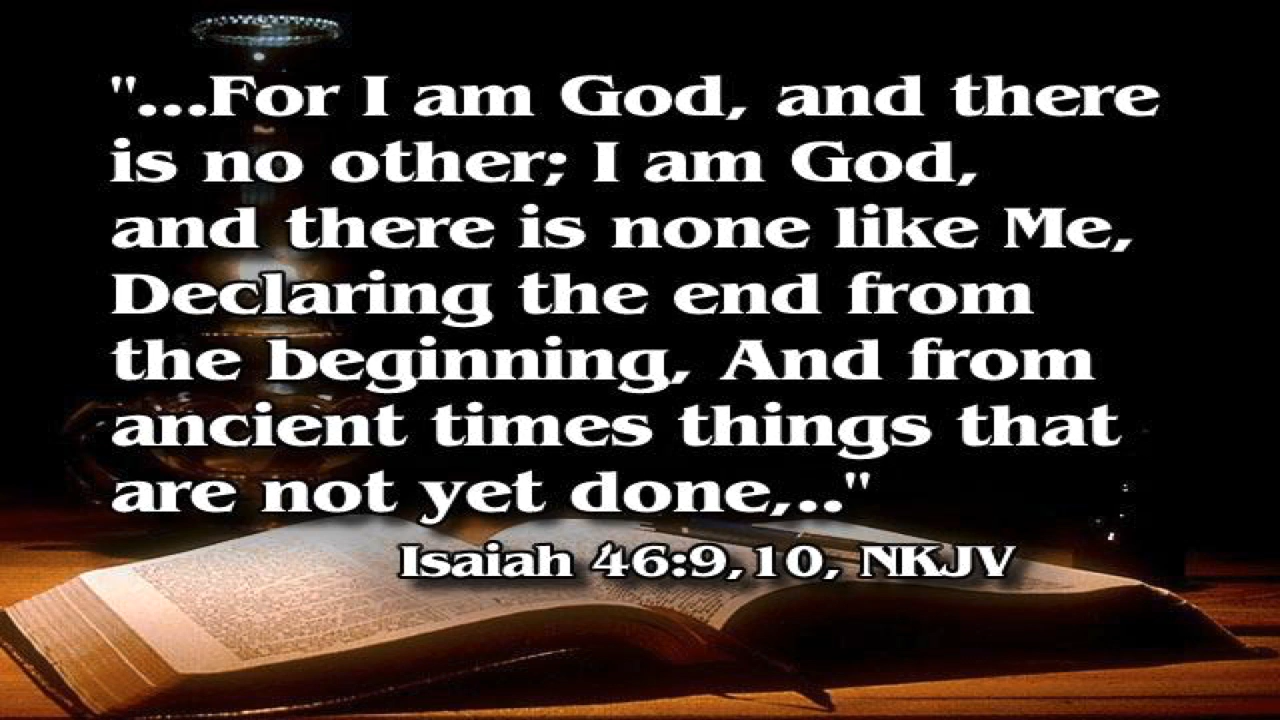 "...For I am God, and there
is no other; I am God,
and there is none like Me,
Declaring the end from
the beginning, And from
ancient times things that
are not yet done,.."
Isaiah 46:9,10, NKJV